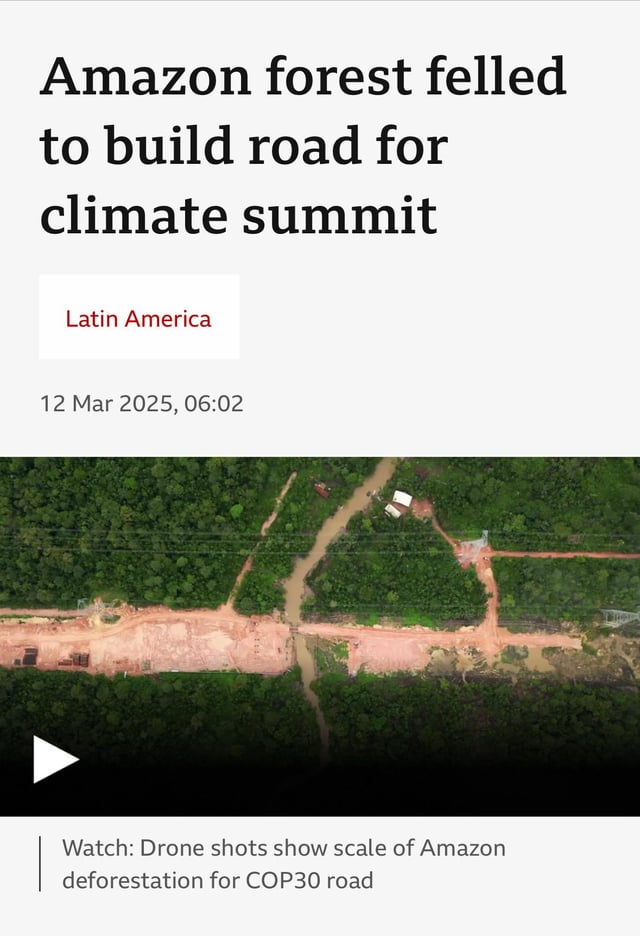 Amazon forest felled
to build road for
climate summit
Latin America
12 Mar 2025, 06:02
Watch: Drone shots show scale of Amazon
deforestation for COP30 road